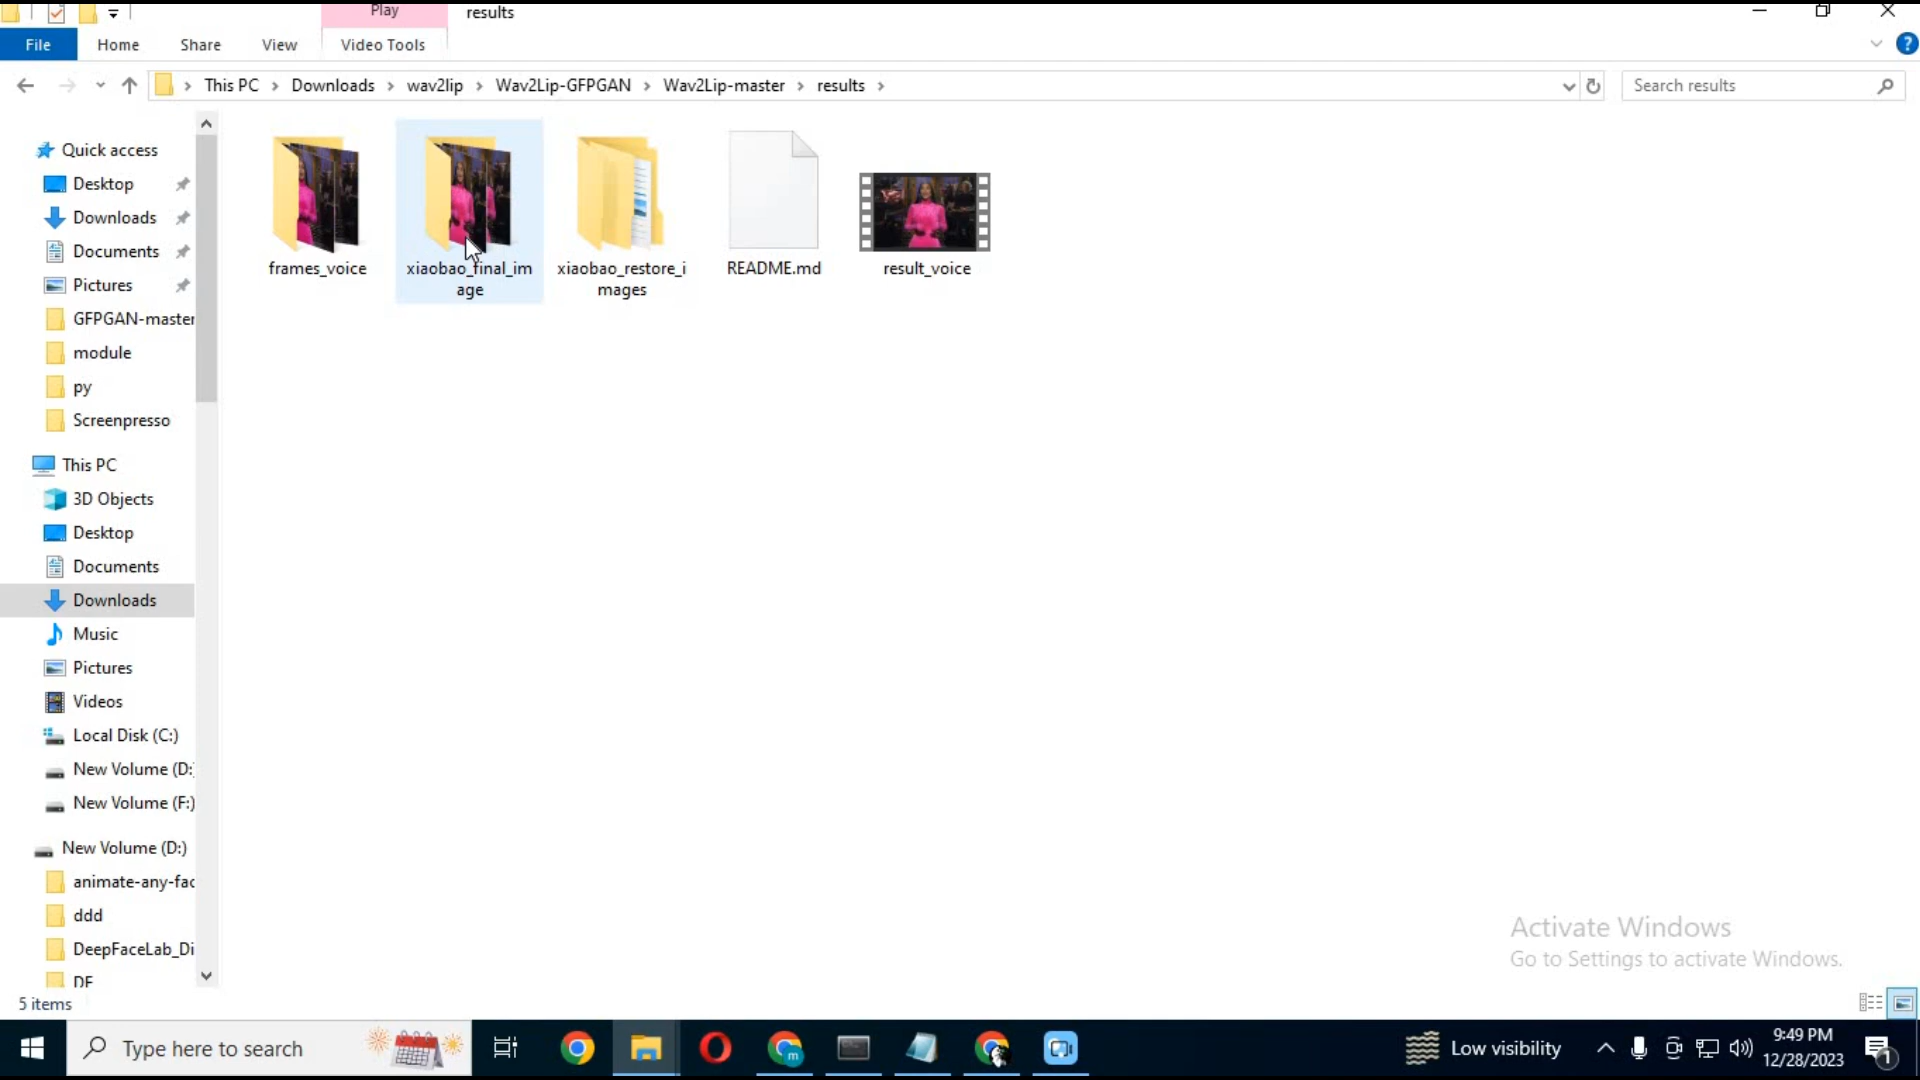 Play
results
File
Home
Share
View
Video Tools
This PC
Downloads
wav2lip
Wav2Lip-GFPGAN
Wav2Lip-master
results
Search results
Quick access
Desktop
Downloads
Documents
Pictures
GFPGAN-master
module
py
Screenpresso
This PC
3D Objects
Desktop
Documents
Downloads
Music
Pictures
Videos
Local Disk (C:)
New Volume (D:
New Volume (F:)
New Volume (D:)
animate-any-fac
ddd
DeepFaceLab_Di
DF
frames_voice
xiaobao_final_im
age
xiaobao_restore_i
mages
README.md
result_voice
Activate Windows
Go to Settings to activate Windows.
5 items
Type here to search
Low visibility
9:49 PM
12/28/2023
1